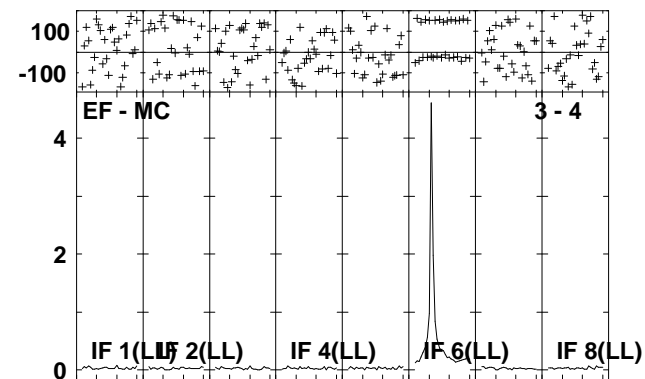 100
-100
EF - MC 3 - 4
4
2
IF 1(LL) IF 2(LL) IF 4(LL) IF 6(LL) IF 8(LL)
0